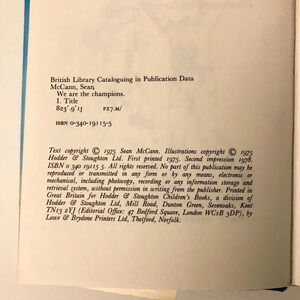 British Library Cataloguing in Publication Data
McCann, Sean
We are the champions.
I. Title
823'.9'1J PZ7.M/
ISBN 0-340-19115-5
Text copyright © 1975 Sean McCann. Illustrations copyright © 1975
Hodder & Stoughton Ltd. First printed 1975. Second impression 1978.
ISBN 0 340 19115 5. All rights reserved. No part of this publication may be
reproduced or transmitted in any form or by any means, electronic or
mechanical, including photocopy, recording or any information storage and
retrieval system, without permission in writing from the publisher. Printed in
Great Britain for Hodder & Stoughton Children's Books, a division of
Hodder & Stoughton Ltd, Mill Road, Dunton Green, Sevenoaks, Kent
TN13 2YJ (Editorial Office: 47 Bedford Square, London WC1B 3DP), by
Lowe & Brydone Printers Ltd, Thetford, Norfolk.